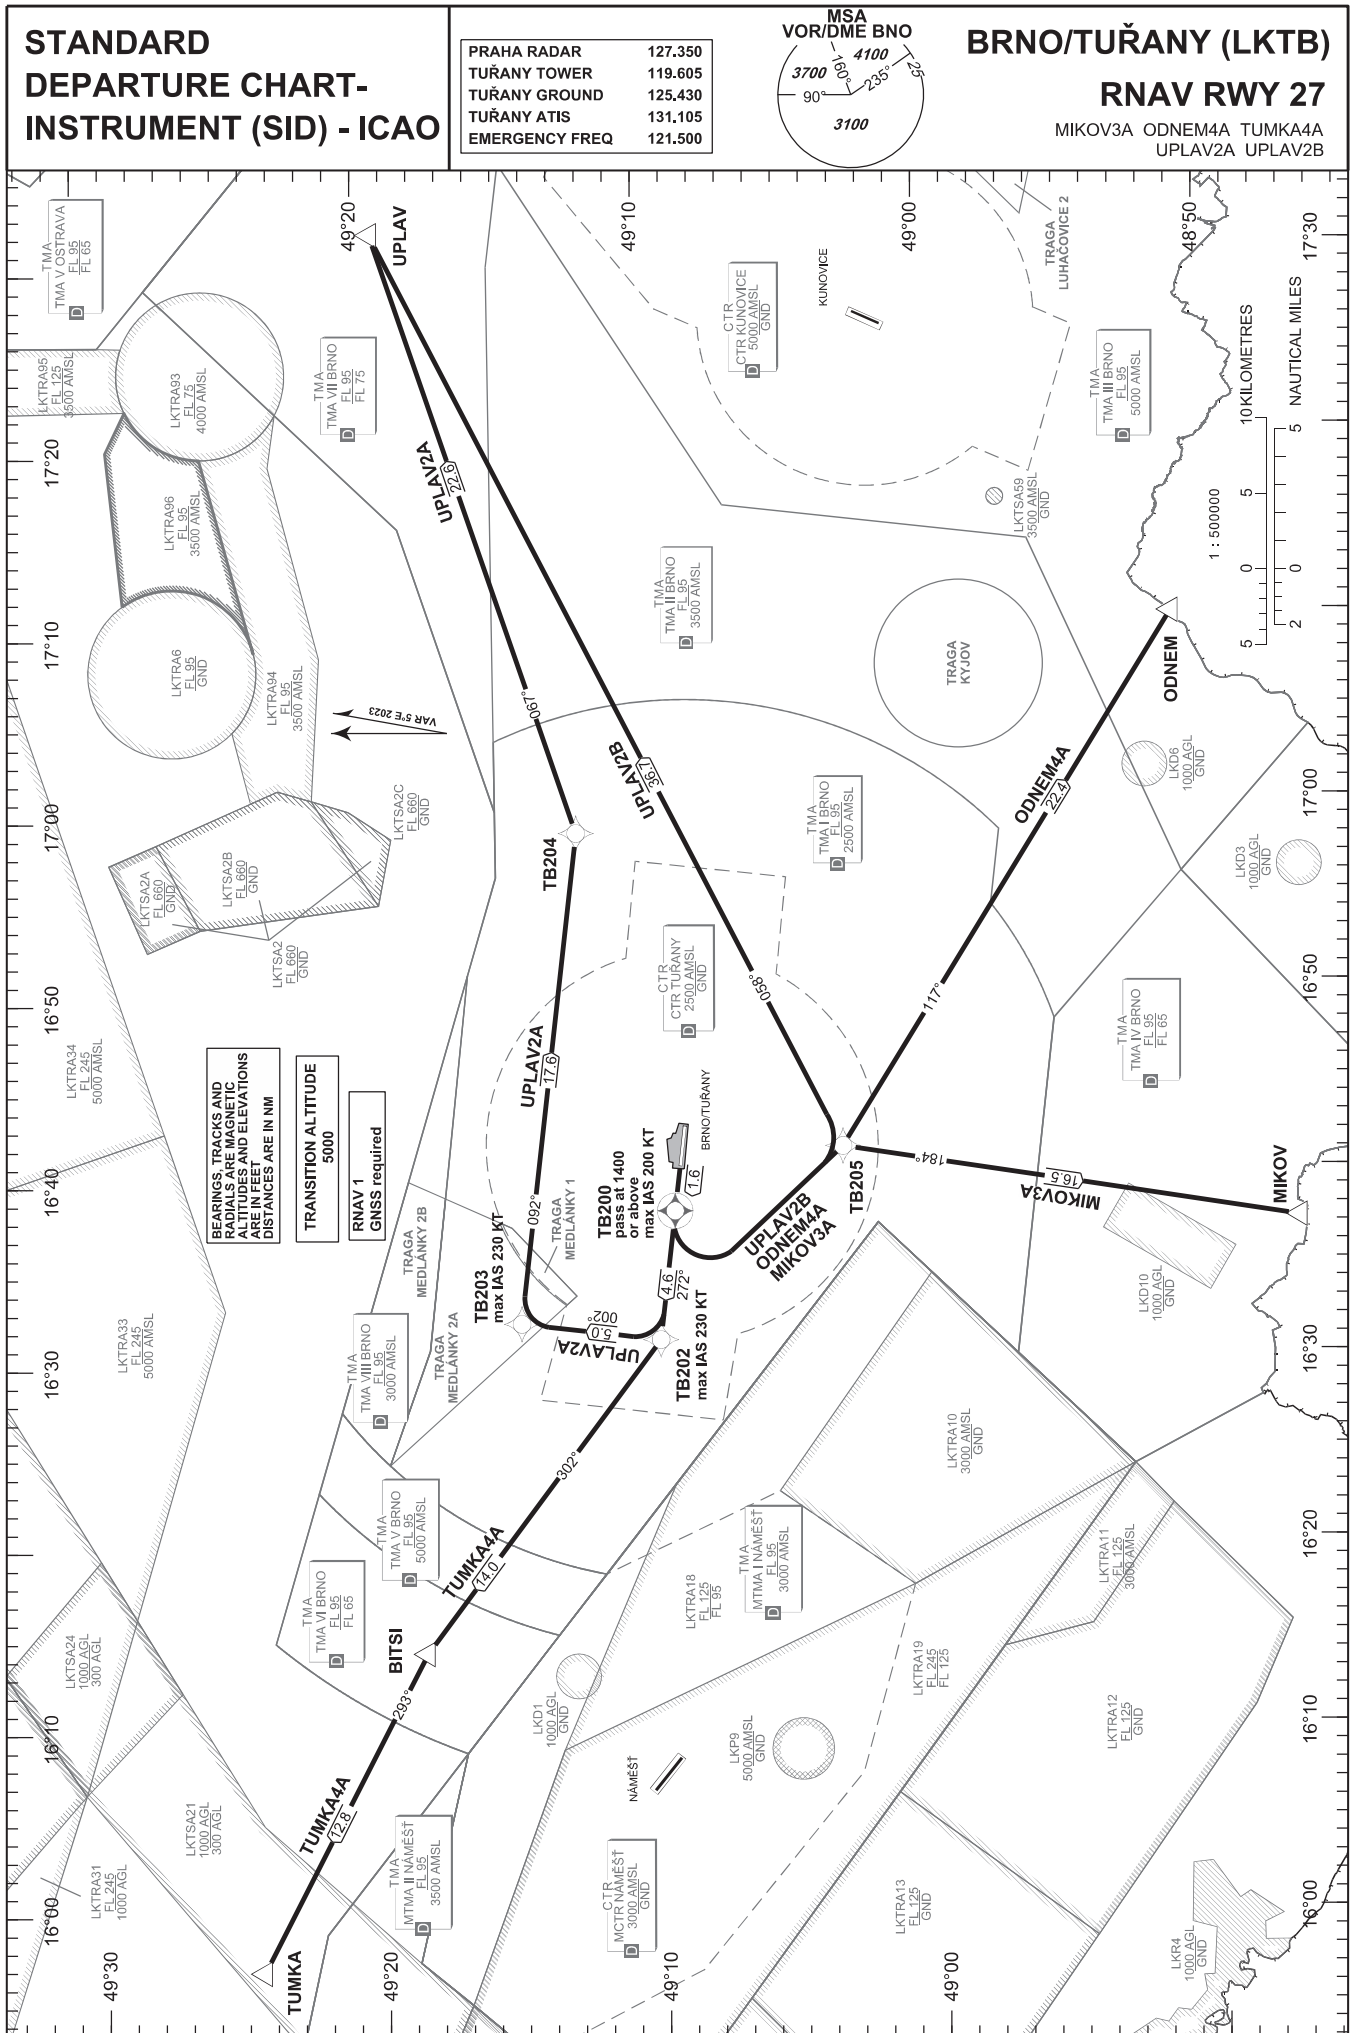 STANDARD
DEPARTURE CHART-
INSTRUMENT (SID) - ICAO
PRAHA RADAR 127.350
TUŘANY TOWER 119.605
TUŘANY GROUND 125.430
TUŘANY ATIS 131.105
EMERGENCY FREQ 121.500
MSA
VOR/DME BNO
4100
3700
3100
160°
235°
90°
25
BRNO/TUŘANY (LKTB)
RNAV RWY 27
MIKOV3A ODNEM4A TUMKA4A
UPLAV2A UPLAV2B
49°20
49°10
49°00
48°50
17°30
TMA
TMA V OSTRAVA
FL 95
FL 65
D
UPLAV
TRAGA
LUHAČOVICE 2
KUNOVICE
CTR
CTR KUNOVICE
5000 AMSL
GND
D
LKTRA95
FL 125
3500 AMSL
LKTRA93
FL 75
4000 AMSL
TMA
TMA VII BRNO
FL 95
FL 75
D
TMA
TMA III BRNO
FL 95
5000 AMSL
D
10 KILOMETRES
5
0
5
NAUTICAL MILES
5
0
2
1 : 500000
17°20
UPLAV2A
22.6
LKTRA96
FL 95
3500 AMSL
LKTSA59
3500 AMSL
GND
TMA
TMA II BRNO
FL 95
3500 AMSL
D
17°10
LKTRA6
FL 95
GND
LKTRA94
FL 95
3500 AMSL
VAR 5°E 2023
067°
TRAGA
KYJOV
ODNEM
UPLAV2B
36.7
ODNEM4A
22.4
LKD6
1000 AGL
GND
17°00
17°00
LKTSA2C
FL 660
GND
LKTSA2B
FL 660
GND
LKTSA2A
FL 660
GND
LKTSA2
FL 660
GND
TB204
TMA
TMA I BRNO
FL 95
2500 AMSL
D
LKD3
1000 AGL
GND
CTR
CTR TUŘANY
2500 AMSL
GND
D
058°
117°
16°50
16°50
LKTRA34
FL 245
5000 AMSL
BEARINGS, TRACKS AND
RADIALS ARE MAGNETIC
ALTITUDES AND ELEVATIONS
ARE IN FEET
DISTANCES ARE IN NM
TRANSITION ALTITUDE
5000
RNAV 1
GNSS required
UPLAV2A
17.6
TMA
TMA IV BRNO
FL 95
FL 65
D
BRNO/TUŘANY
1.6
TB200
pass at 1400
or above
max IAS 200 KT
TB205
184°
16.5
MIKOV3A
MIKOV
16°40
092°
TRAGA
MEDLÁNKY 1
TRAGA
MEDLÁNKY 2B
TRAGA
MEDLÁNKY 2A
TB203
max IAS 230 KT
UPLAV2B
ODNEM4A
MIKOV3A
4.6
272°
002°
5.0
UPLAV2A
TB202
max IAS 230 KT
LKD10
1000 AGL
GND
16°30
16°30
LKTRA33
FL 245
5000 AMSL
TMA
TMA VIII BRNO
FL 95
3000 AMSL
D
302°
LKTRA10
3000 AMSL
GND
TMA
TMA V BRNO
FL 95
5000 AMSL
D
TUMKA4A
14.0
TMA
MTMA I NÁMĚŠŤ
FL 95
3000 AMSL
D
LKTRA18
FL 125
FL 95
LKTRA11
FL 125
3000 AMSL
16°20
TMA
TMA VI BRNO
FL 95
FL 65
D
BITSI
293°
LKTSA24
1000 AGL
300 AGL
LKTRA19
FL 245
FL 125
LKTRA12
FL 125
GND
LKD1
1000 AGL
GND
LKP9
5000 AMSL
GND
NÁMĚŠŤ
16°10
16°10
LKTSA21
1000 AGL
300 AGL
TUMKA4A
12.8
TMA
MTMA II NÁMĚŠŤ
FL 95
3500 AMSL
D
CTR
MCTR NÁMĚŠŤ
3000 AMSL
GND
D
LKTRA31
FL 245
1000 AGL
LKTRA13
FL 125
GND
LKR4
1000 AGL
GND
16°00
16°00
TUMKA
49°30
49°20
49°10
49°00